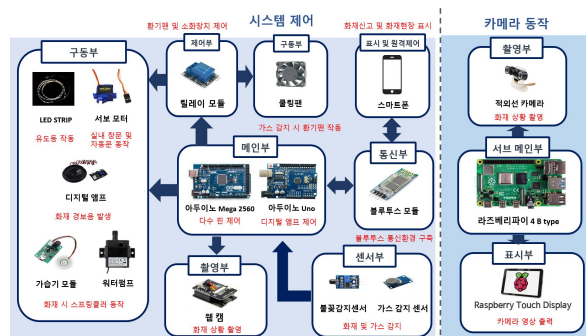 시스템 제어
카메라 동작
환기팬 및 소화장치 제어
화재신고 및 화재현장 표시
구동부
LED STRIP
서보 모터
유도등 작동
실내 창문 및
자동문 동작
디지털 앰프
화재 경보음 발생
가습기 모듈
워터펌프
화재 시 스프링쿨러 동작
제어부
릴레이 모듈
구동부
쿨링팬
가스 감지 시 환기팬 작동
표시 및 원격제어
스마트폰
메인부
아두이노 Mega 2560
다수 핀 제어
아두이노 Uno
디지털 앰프 제어
통신부
블루투스 모듈
블루투스 통신환경 구축
촬영부
웹 캠
화재 상황 촬영
센서부
불꽃감지센서
가스 감지 센서
화재 및 가스 감지
촬영부
적외선 카메라
화재 상황 촬영
서브 메인부
라즈베리파이 4 B type
표시부
Raspberry Touch Display
카메라 영상 출력